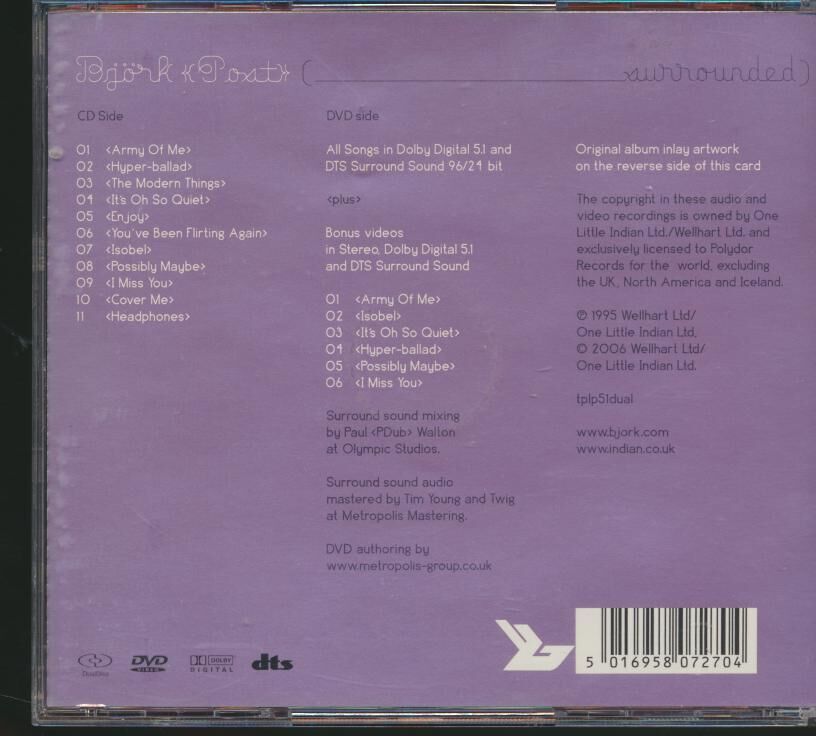 Björk «Post» ( surrounded )
CD Side
01 <Army Of Me>
02 <Hyper-ballad>
03 <The Modern Things>
04 <It's Oh So Quiet>
05 <Enjoy>
06 <You've Been Flirting Again>
07 <Isobel>
08 <Possibly Maybe>
09 <I Miss You>
10 <Cover Me>
11 <Headphones>
DVD side
All Songs in Dolby Digital 5.1 and
DTS Surround Sound 96/24 bit
<plus>
Bonus videos
in Stereo, Dolby Digital 5.1
and DTS Surround Sound
01 <Army Of Me>
02 <Isobel>
03 <It's Oh So Quiet>
04 <Hyper-ballad>
05 <Possibly Maybe>
06 <I Miss You>
Surround sound mixing
by Paul <PDub> Walton
at Olympic Studios.
Surround sound audio
mastered by Tim Young and Twig
at Metropolis Mastering.
DVD authoring by
www.metropolis-group.co.uk
Original album inlay artwork
on the reverse side of this card
The copyright in these audio and
video recordings is owned by One
Little Indian Ltd./Wellhart Ltd. and
exclusively licensed to Polydor
Records for the world, excluding
the UK, North America and Iceland.
℗ 1995 Wellhart Ltd/
One Little Indian Ltd,
© 2006 Wellhart Ltd/
One Little Indian Ltd.
tplp51dual
www.bjork.com
www.indian.co.uk
DualDisc
DVD VIDEO
DOLBY DIGITAL
dts
5 016958 072704